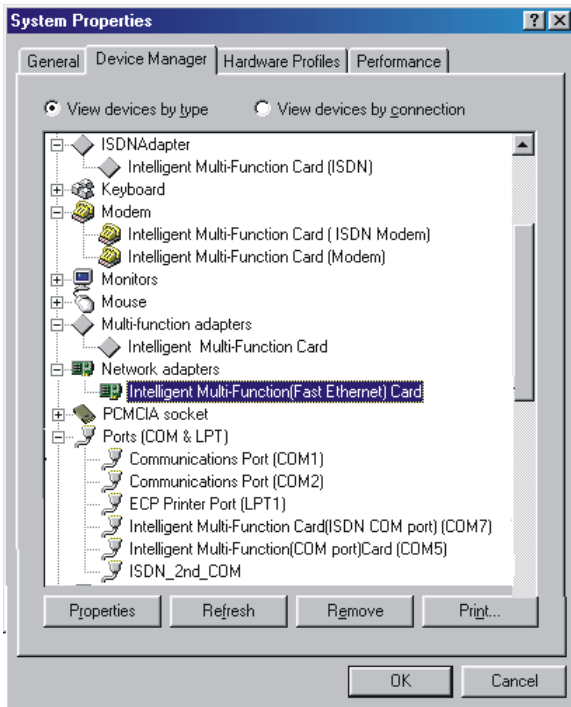 System Properties
General Device Manager Hardware Profiles Performance
View devices by type View devices by connection
ISDNAdapter
Intelligent Multi-Function Card (ISDN)
Keyboard
Modem
Intelligent Multi-Function Card ( ISDN Modem)
Intelligent Multi-Function Card (Modem)
Monitors
Mouse
Multi-function adapters
Intelligent Multi-Function Card
Network adapters
Intelligent Multi-Function(Fast Ethernet) Card
PCMCIA socket
Ports (COM & LPT)
Communications Port (COM1)
Communications Port (COM2)
ECP Printer Port (LPT1)
Intelligent Multi-Function Card(ISDN COM port) (COM7)
Intelligent Multi-Function(COM port)Card (COM5)
ISDN_2nd_COM
Properties Refresh Remove Print...
OK Cancel